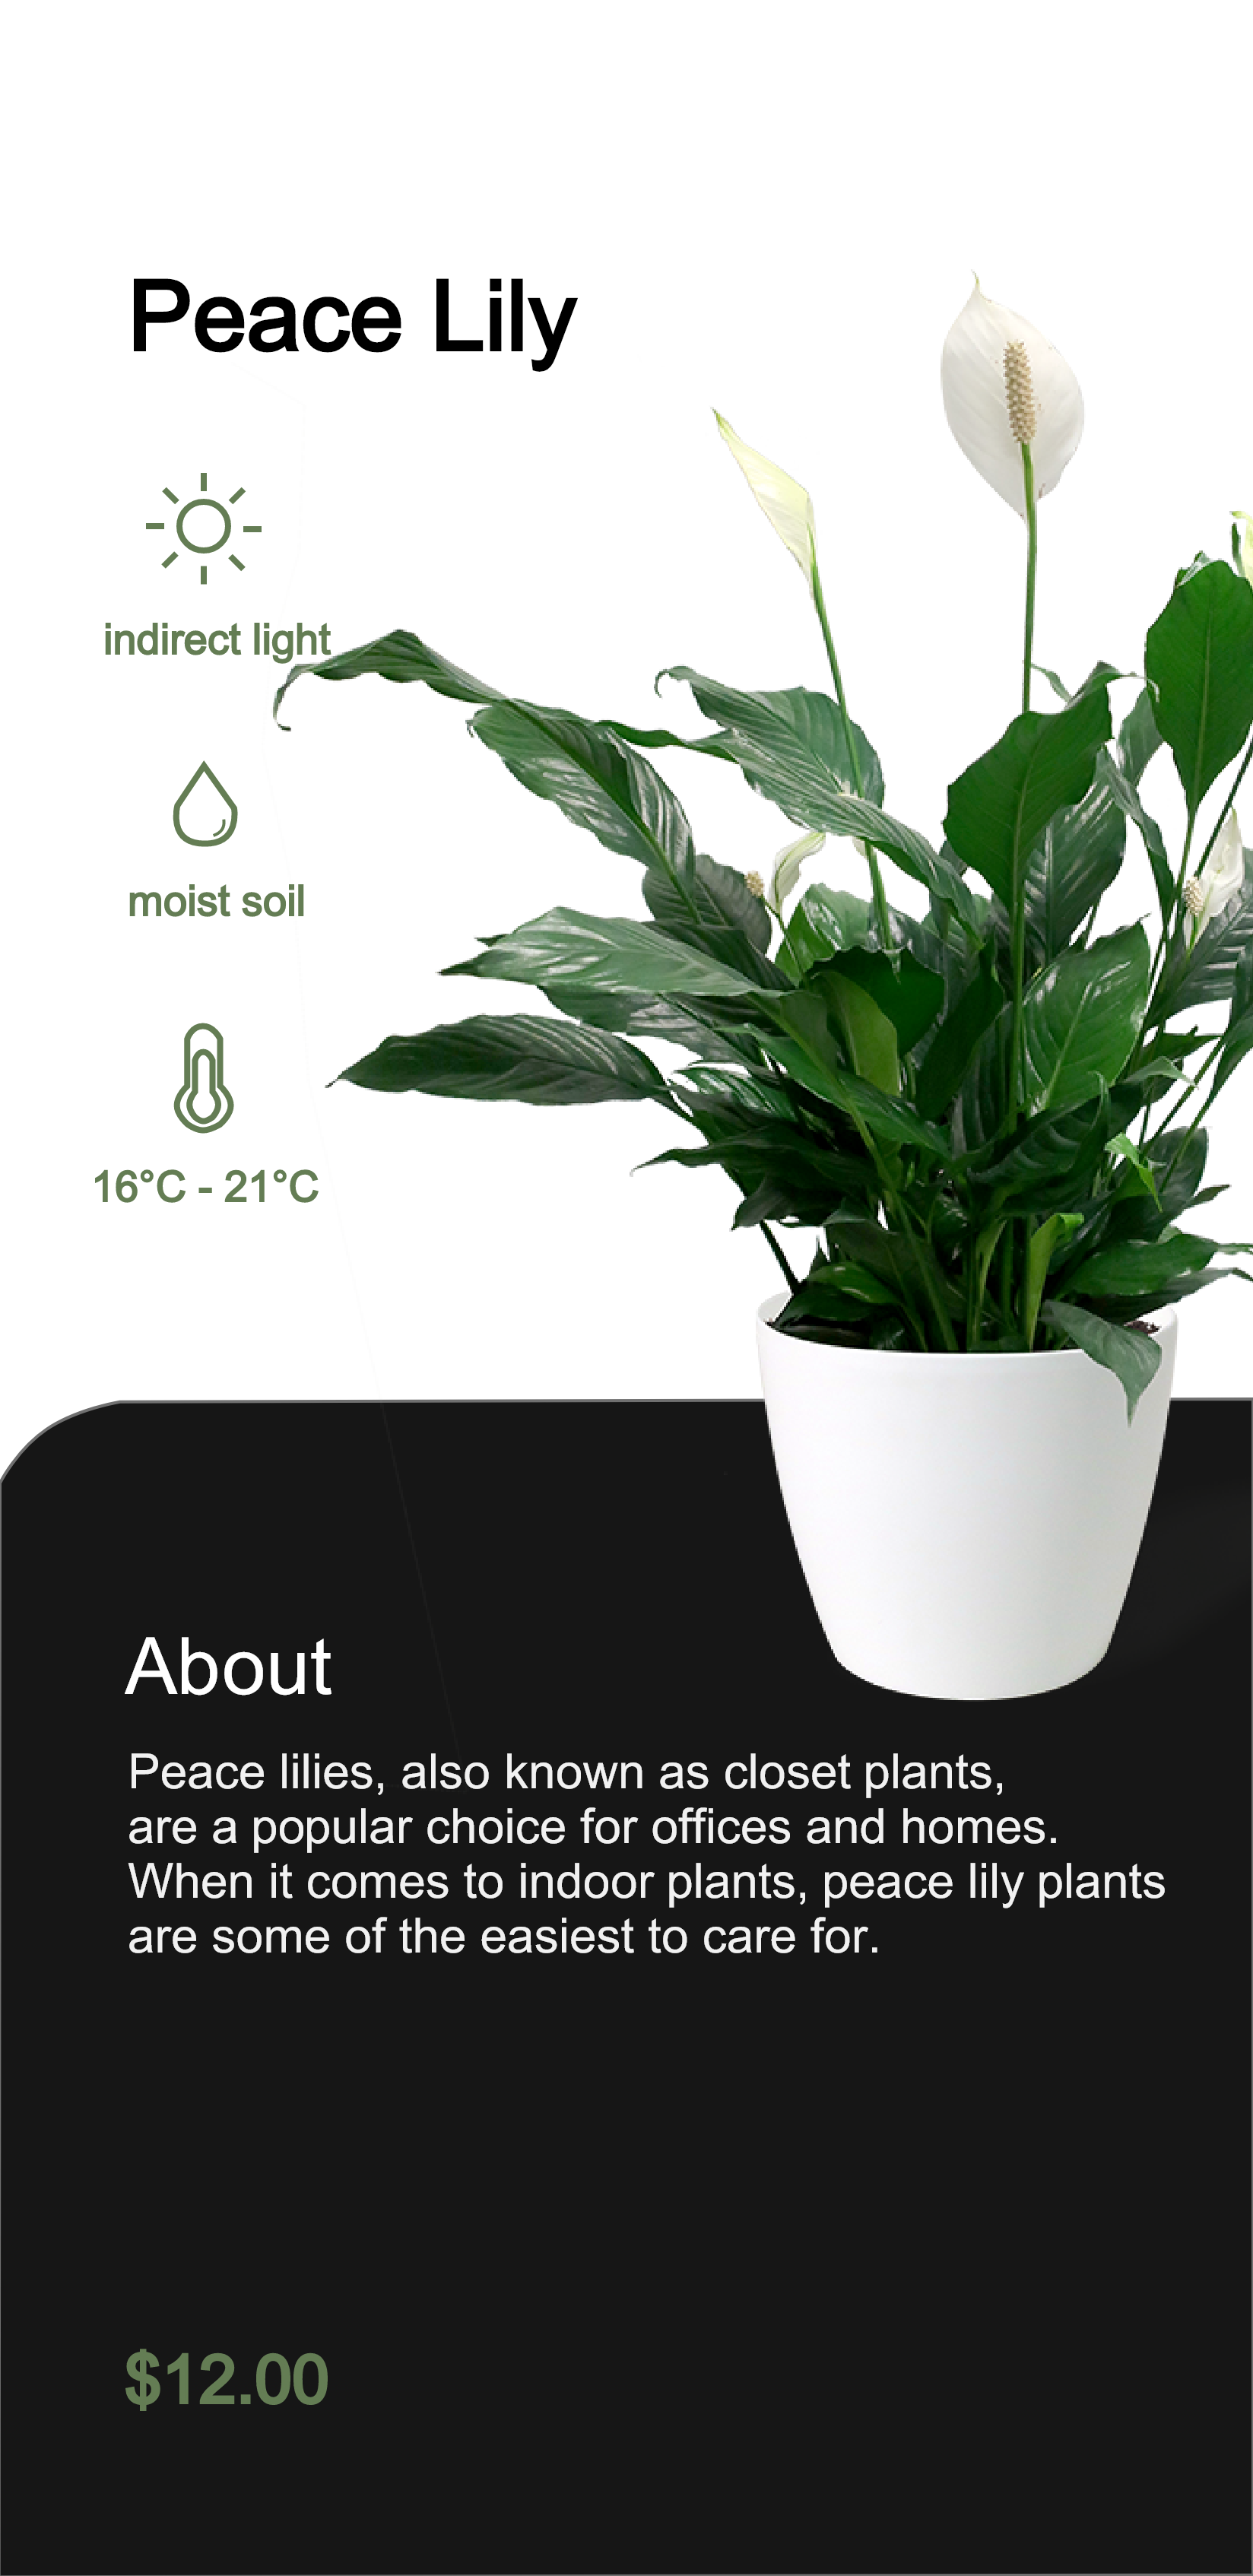 Peace Lily
indirect light
moist soil
16°C - 21°C
About
Peace lilies, also known as closet plants,
are a popular choice for offices and homes.
When it comes to indoor plants, peace lily plants
are some of the easiest to care for.
$12.00